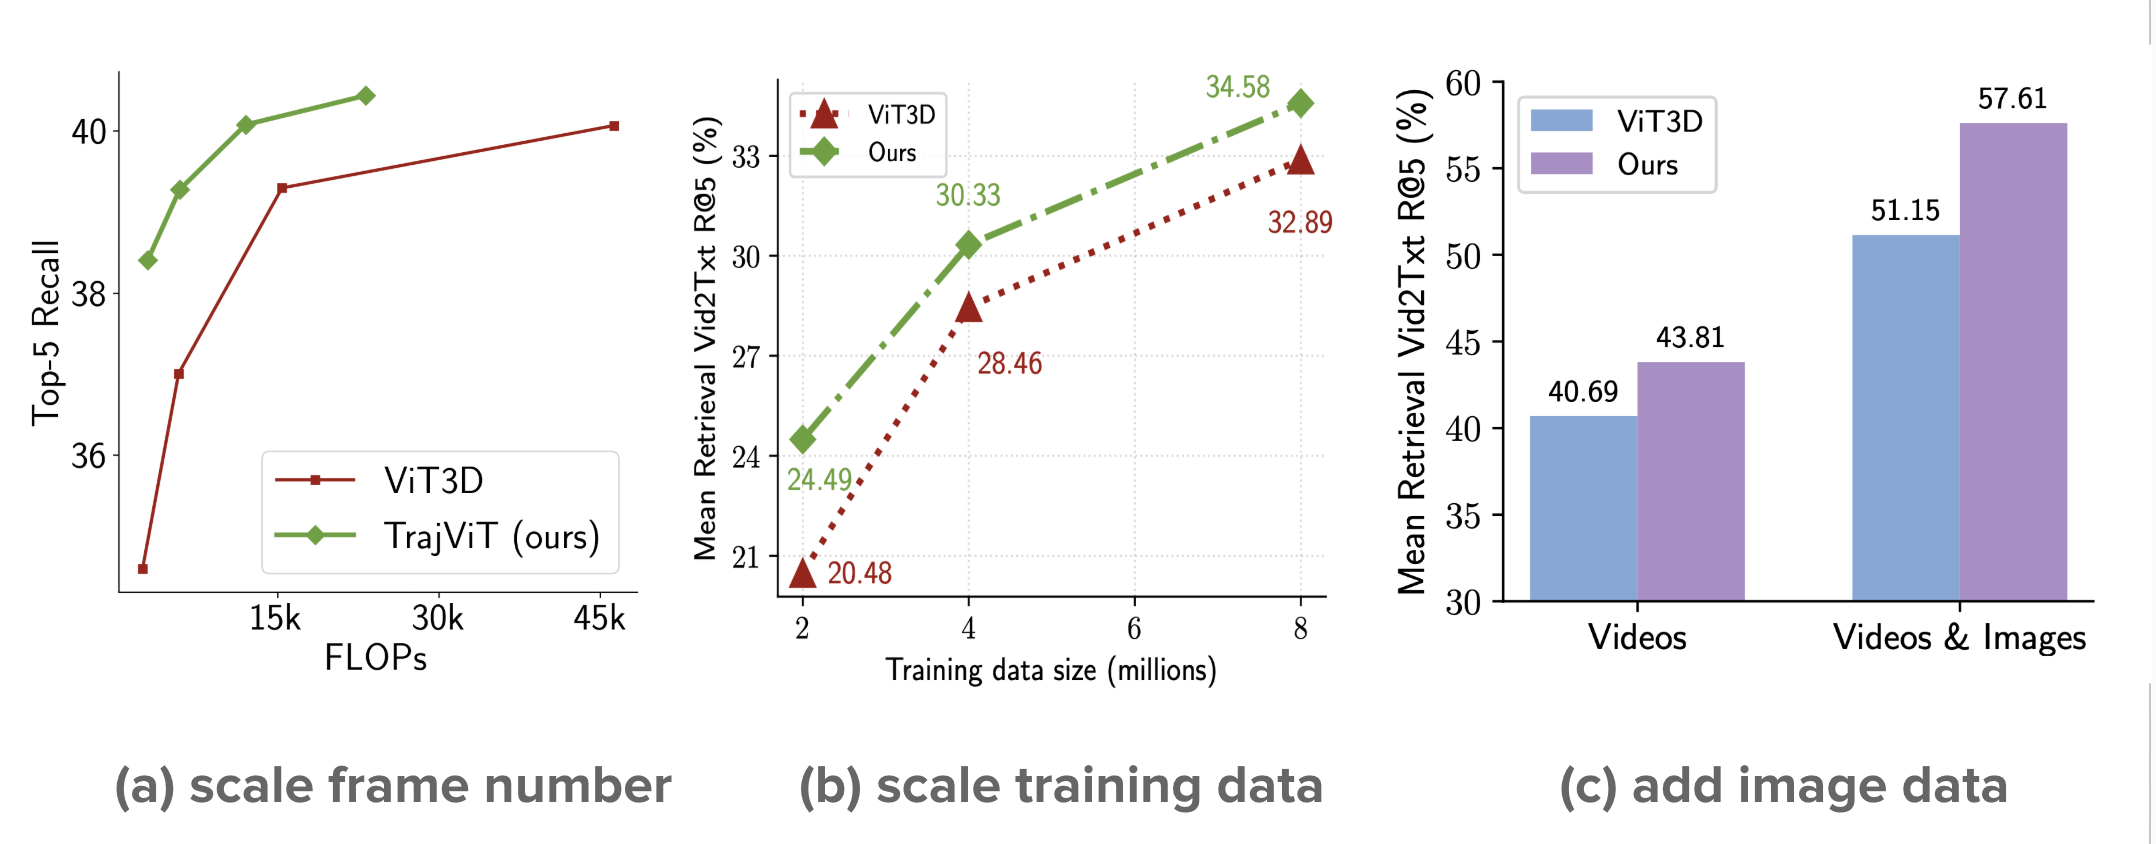 Top-5 Recall
40
38
36
15k
30k
45k
FLOPs
ViT3D
TrajViT (ours)
(a) scale frame number
Mean Retrieval Vid2Txt R@5 (%)
33
30
27
24
21
2
4
6
8
Training data size (millions)
ViT3D
Ours
34.58
30.33
24.49
32.89
28.46
20.48
(b) scale training data
Mean Retrieval Vid2Txt R@5 (%)
60
55
50
45
40
35
30
ViT3D
Ours
40.69
43.81
51.15
57.61
Videos
Videos & Images
(c) add image data